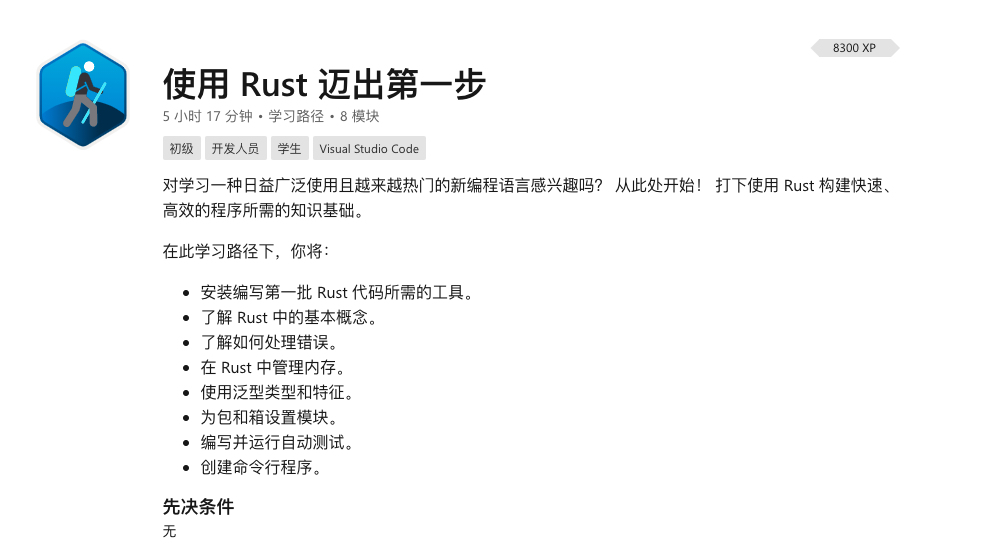 8300 XP
使用 Rust 迈出第一步
5 小时 17 分钟 • 学习路径 • 8 模块
初级 开发人员 学生 Visual Studio Code
对学习一种日益广泛使用且越来越热门的新编程语言感兴趣吗？ 从此处开始！ 打下使用 Rust 构建快速、
高效的程序所需的知识基础。
在此学习路径下，你将：
• 安装编写第一批 Rust 代码所需的工具。
• 了解 Rust 中的基本概念。
• 了解如何处理错误。
• 在 Rust 中管理内存。
• 使用泛型类型和特征。
• 为包和箱设置模块。
• 编写并运行自动测试。
• 创建命令行程序。
先决条件
无